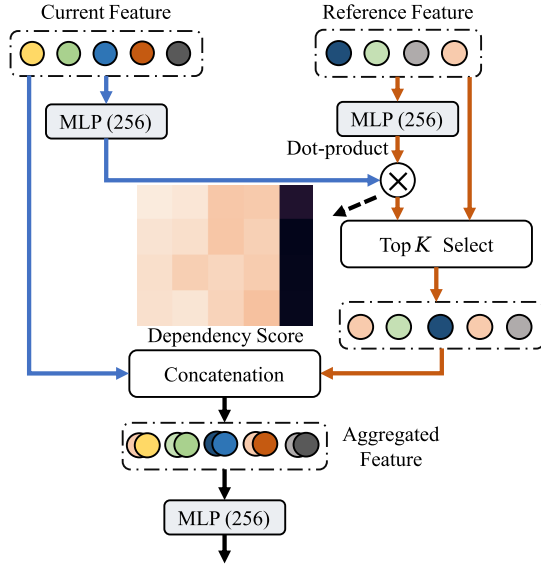 Current Feature
Reference Feature
MLP (256)
MLP (256)
Dot-product
Top K Select
Dependency Score
Concatenation
Aggregated
Feature
MLP (256)